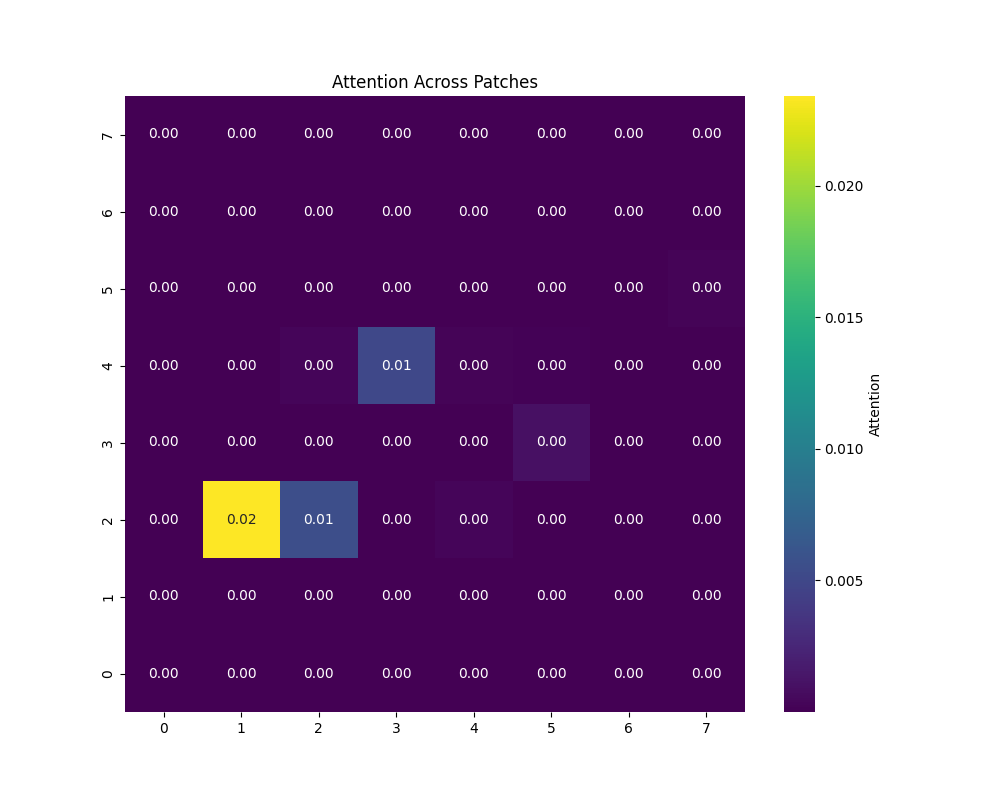 Attention Across Patches
7 0.00 0.00 0.00 0.00 0.00 0.00 0.00 0.00
6 0.00 0.00 0.00 0.00 0.00 0.00 0.00 0.00
5 0.00 0.00 0.00 0.00 0.00 0.00 0.00 0.00
4 0.00 0.00 0.00 0.01 0.00 0.00 0.00 0.00
3 0.00 0.00 0.00 0.00 0.00 0.00 0.00 0.00
2 0.00 0.02 0.01 0.00 0.00 0.00 0.00 0.00
1 0.00 0.00 0.00 0.00 0.00 0.00 0.00 0.00
0 0.00 0.00 0.00 0.00 0.00 0.00 0.00 0.00
0 1 2 3 4 5 6 7
0.020
0.015
0.010
0.005
Attention